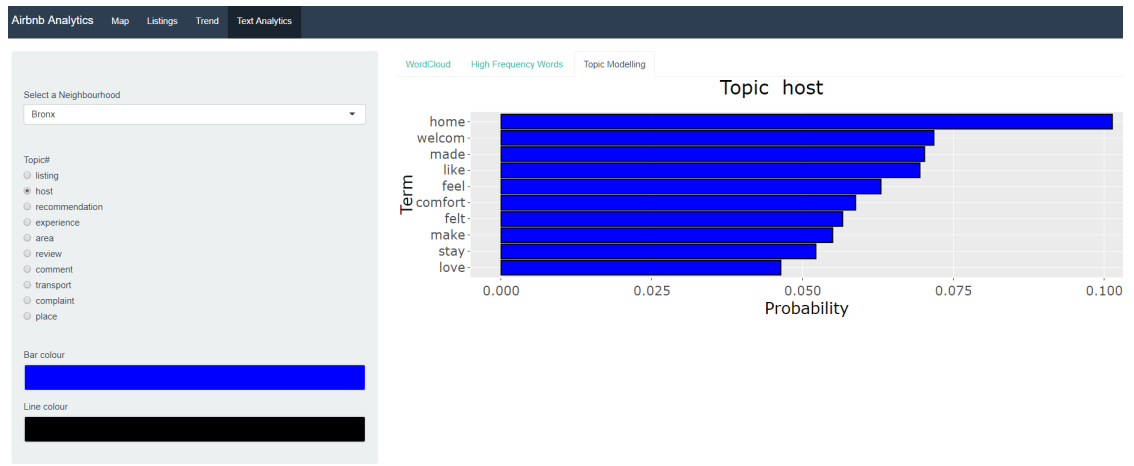 Airbnb Analytics Map Listings Trend Text Analytics
Select a Neighbourhood
Bronx
Topic#
listing
host
recommendation
experience
area
review
comment
transport
complaint
place
Bar colour
Line colour
WordCloud High Frequency Words Topic Modelling
Topic host
Term
home
welcom
made
like
feel
comfort
felt
make
stay
love
0.000 0.025 0.050 0.075 0.100
Probability